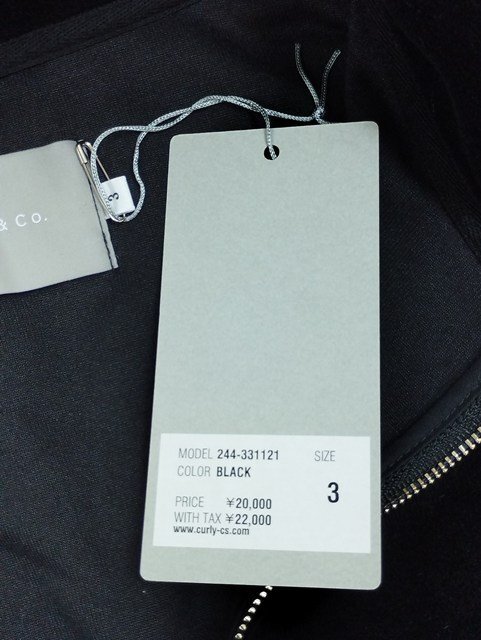 & Co.
3
MODEL 244-331121 SIZE
COLOR BLACK
3
PRICE ￥20,000
WITH TAX ￥22,000
www.curly-cs.com